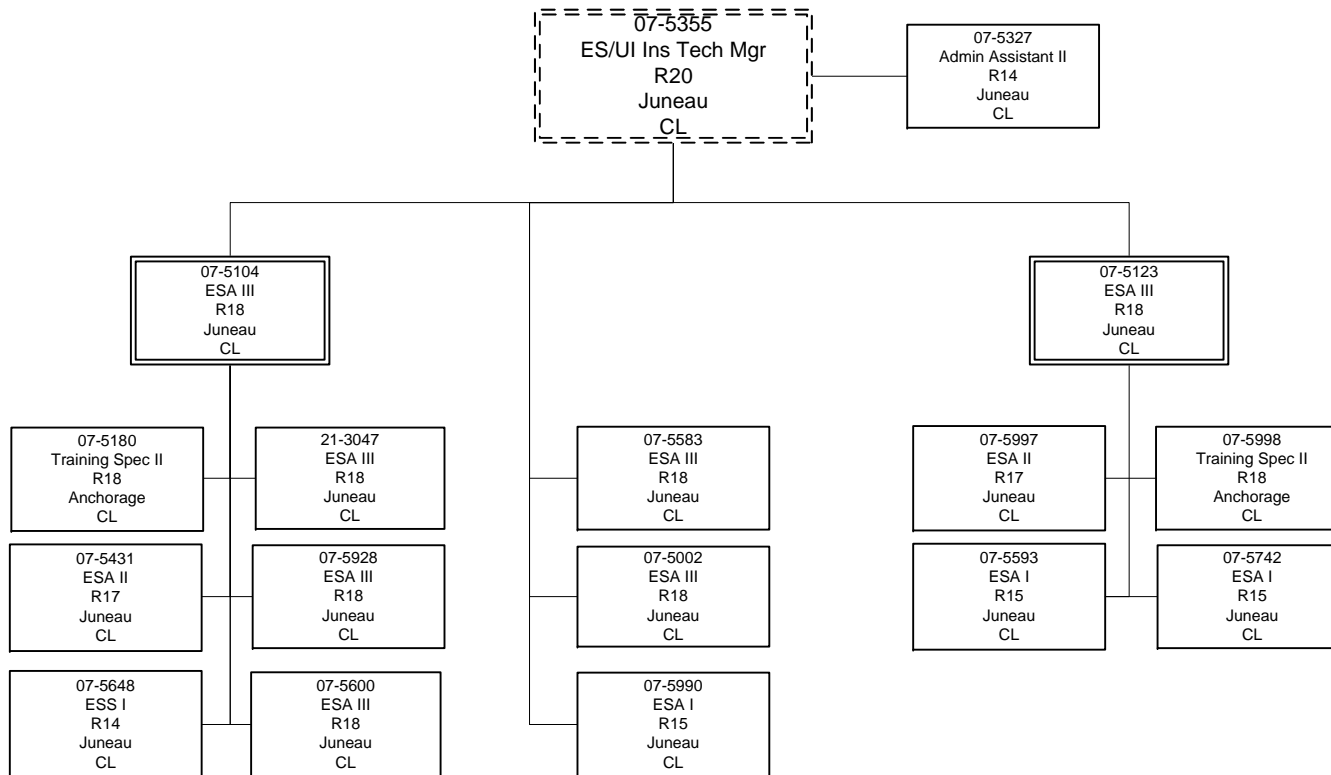 07-5355
ES/UI Ins Tech Mgr
R20
Juneau
CL
07-5327
Admin Assistant II
R14
Juneau
CL
07-5104
ESA III
R18
Juneau
CL
07-5123
ESA III
R18
Juneau
CL
07-5180
Training Spec II
R18
Anchorage
CL
21-3047
ESA III
R18
Juneau
CL
07-5583
ESA III
R18
Juneau
CL
07-5997
ESA II
R17
Juneau
CL
07-5998
Training Spec II
R18
Anchorage
CL
07-5431
ESA II
R17
Juneau
CL
07-5928
ESA III
R18
Juneau
CL
07-5002
ESA III
R18
Juneau
CL
07-5593
ESA I
R15
Juneau
CL
07-5742
ESA I
R15
Juneau
CL
07-5648
ESS I
R14
Juneau
CL
07-5600
ESA III
R18
Juneau
CL
07-5990
ESA I
R15
Juneau
CL